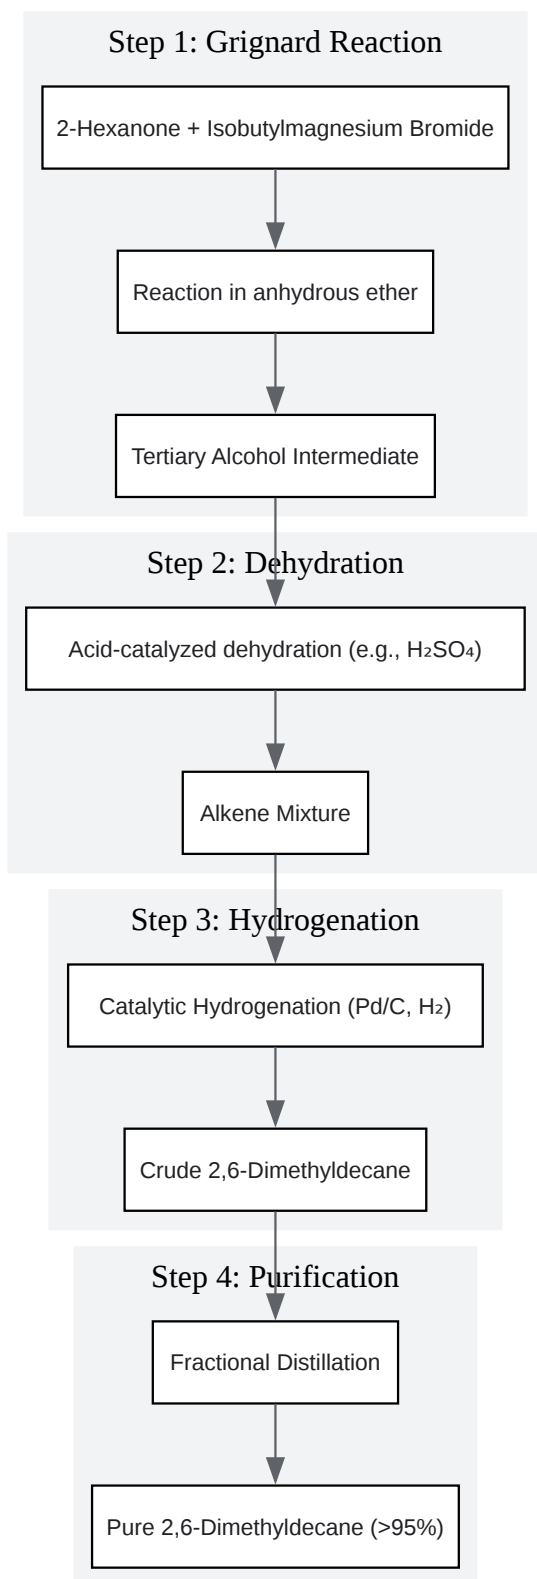 Step 1: Grignard Reaction
2-Hexanone + Isobutylmagnesium Bromide
Reaction in anhydrous ether
Tertiary Alcohol Intermediate
Step 2: Dehydration
Acid-catalyzed dehydration (e.g., H₂SO₄)
Alkene Mixture
Step 3: Hydrogenation
Catalytic Hydrogenation (Pd/C, H₂)
Crude 2,6-Dimethyldecane
Step 4: Purification
Fractional Distillation
Pure 2,6-Dimethyldecane (>95%)